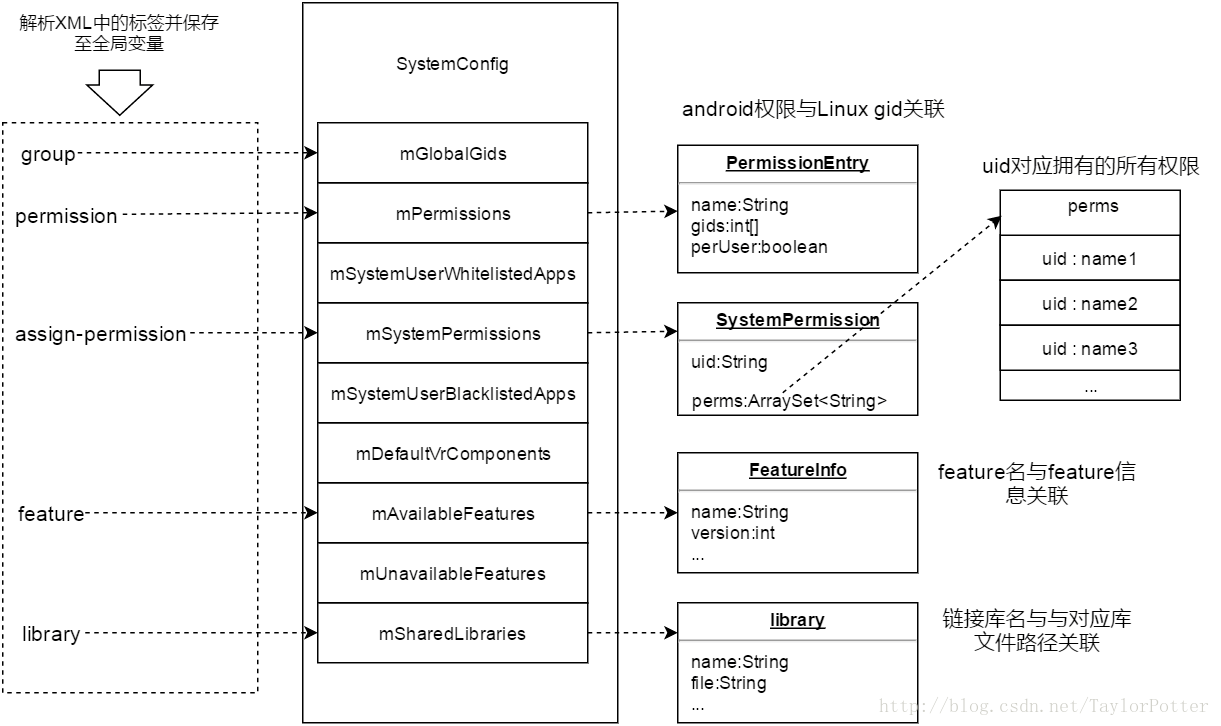 解析XML中的标签并保存
至全局变量
group
permission
assign-permission
feature
library
SystemConfig
mGlobalGids
mPermissions
mSystemUserWhitelistedApps
mSystemPermissions
mSystemUserBlacklistedApps
mDefaultVrComponents
mAvailableFeatures
mUnavailableFeatures
mSharedLibraries
android权限与Linux gid关联
PermissionEntry
name:String
gids:int[]
perUser:boolean
SystemPermission
uid:String
perms:ArraySet<String>
uid对应拥有的所有权限
perms
uid : name1
uid : name2
uid : name3
...
FeatureInfo
name:String
version:int
...
feature名与feature信
息关联
library
name:String
file:String
...
链接库名与与对应库
文件路径关联
http://blog.csdn.net/TaylorPotter